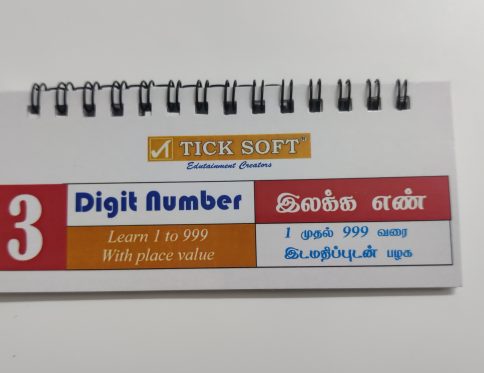 TICK SOFT
Edutainment Creators
3 Digit Number இலக்க எண்
Learn 1 to 999
With place value
1 முதல் 999 வரை
இடமதிப்புடன் பழக